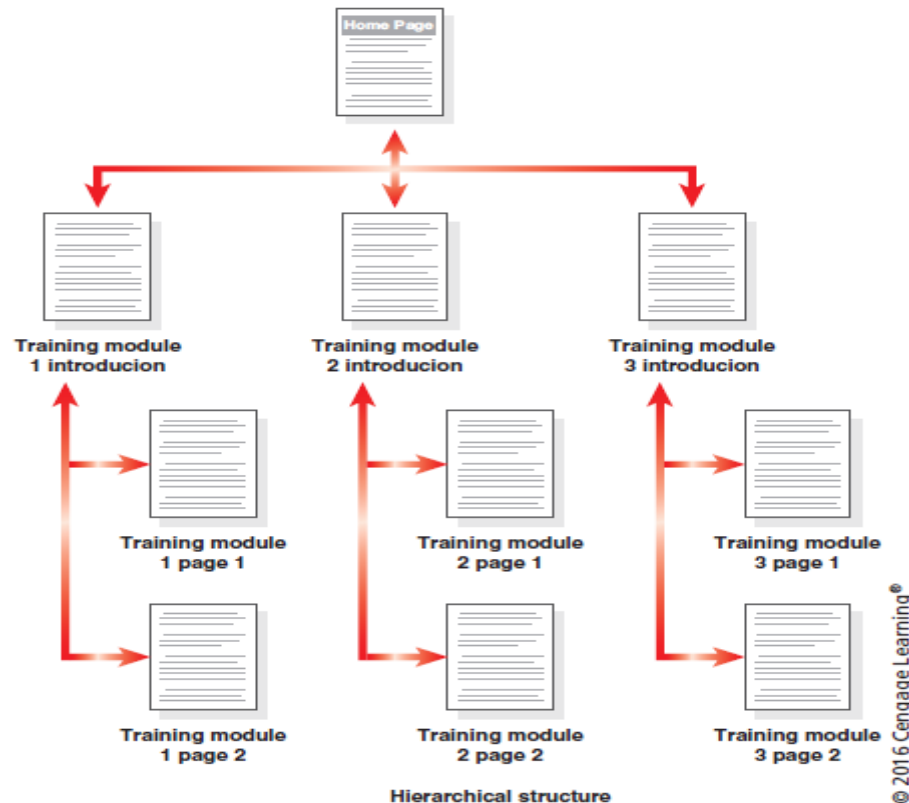 Home Page
Training module
1 introducion
Training module
2 introducion
Training module
3 introducion
Training module
1 page 1
Training module
2 page 1
Training module
3 page 1
Training module
1 page 2
Training module
2 page 2
Training module
3 page 2
Hierarchical structure
© 2016 Cengage Learning®